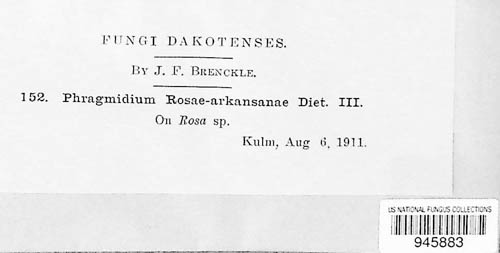 FUNGI DAKOTENSES.
BY J. F. BRENCKLE.
152. Phragmidium Rosae-arkansanae Diet. III.
On Rosa sp.
Kulm, Aug 6, 1911.
US NATIONAL FUNGUS COLLECTIONS
945883